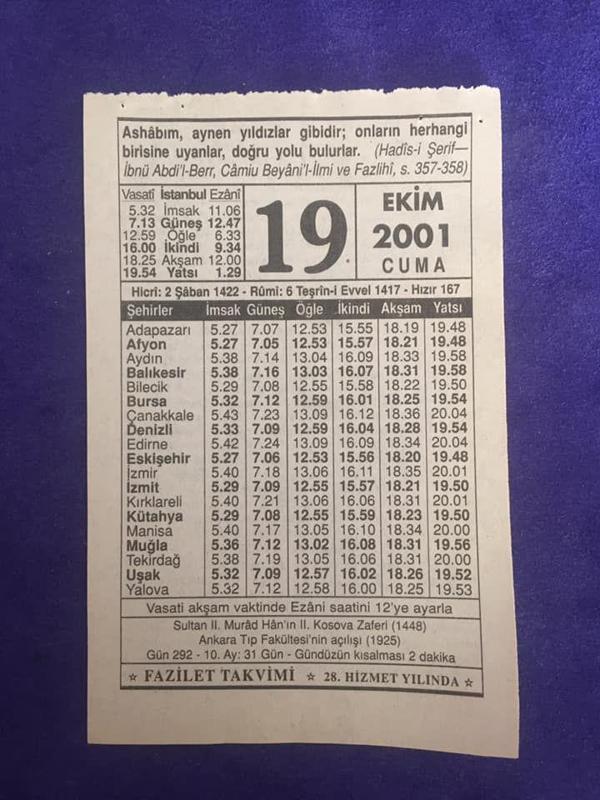 Ashâbım, aynen yıldızlar gibidir; onların herhangi
birisine uyanlar, doğru yolu bulurlar. (Hadîs-i Şerif—
İbnü Abdi'l-Berr, Câmiu Beyâni'l-İlmi ve Fazlihî, s. 357-358)
Vasatî İstanbul Ezânî
5.32 İmsak 11.06
7.13 Güneş 12.47
12.59 Öğle 6.33
16.00 İkindi 9.34
18.25 Akşam 12.00
19.54 Yatsı 1.29
19
EKİM
2001
CUMA
Hicrî: 2 Şâban 1422 - Rûmî: 6 Teşrîn-i Evvel 1417 - Hızır 167
Şehirler İmsak Güneş Öğle İkindi Akşam Yatsı
Adapazarı 5.27 7.07 12.53 15.55 18.19 19.48
Afyon 5.27 7.05 12.53 15.57 18.21 19.48
Aydın 5.38 7.14 13.04 16.09 18.33 19.58
Balıkesir 5.38 7.16 13.03 16.07 18.31 19.58
Bilecik 5.29 7.08 12.55 15.58 18.22 19.50
Bursa 5.32 7.12 12.59 16.01 18.25 19.54
Çanakkale 5.43 7.23 13.09 16.12 18.36 20.04
Denizli 5.33 7.09 12.59 16.04 18.28 19.54
Edirne 5.42 7.24 13.09 16.09 18.34 20.04
Eskişehir 5.27 7.06 12.53 15.56 18.20 19.48
İzmir 5.40 7.18 13.06 16.11 18.35 20.01
İzmit 5.29 7.09 12.55 15.57 18.21 19.50
Kırklareli 5.40 7.21 13.06 16.06 18.31 20.01
Kütahya 5.29 7.08 12.55 15.59 18.23 19.50
Manisa 5.40 7.17 13.05 16.10 18.34 20.00
Muğla 5.36 7.12 13.02 16.08 18.31 19.56
Tekirdağ 5.38 7.19 13.05 16.06 18.31 20.00
Uşak 5.32 7.09 12.57 16.02 18.26 19.52
Yalova 5.32 7.12 12.58 16.00 18.25 19.53
Vasati akşam vaktinde Ezâni saatini 12'ye ayarla
Sultan II. Murâd Hân'ın II. Kosova Zaferi (1448)
Ankara Tıp Fakültesi'nin açılışı (1925)
Gün 292 - 10. Ay: 31 Gün - Gündüzün kısalması 2 dakika
☆ FAZİLET TAKVİMİ ☆ 28. HİZMET YILINDA ☆